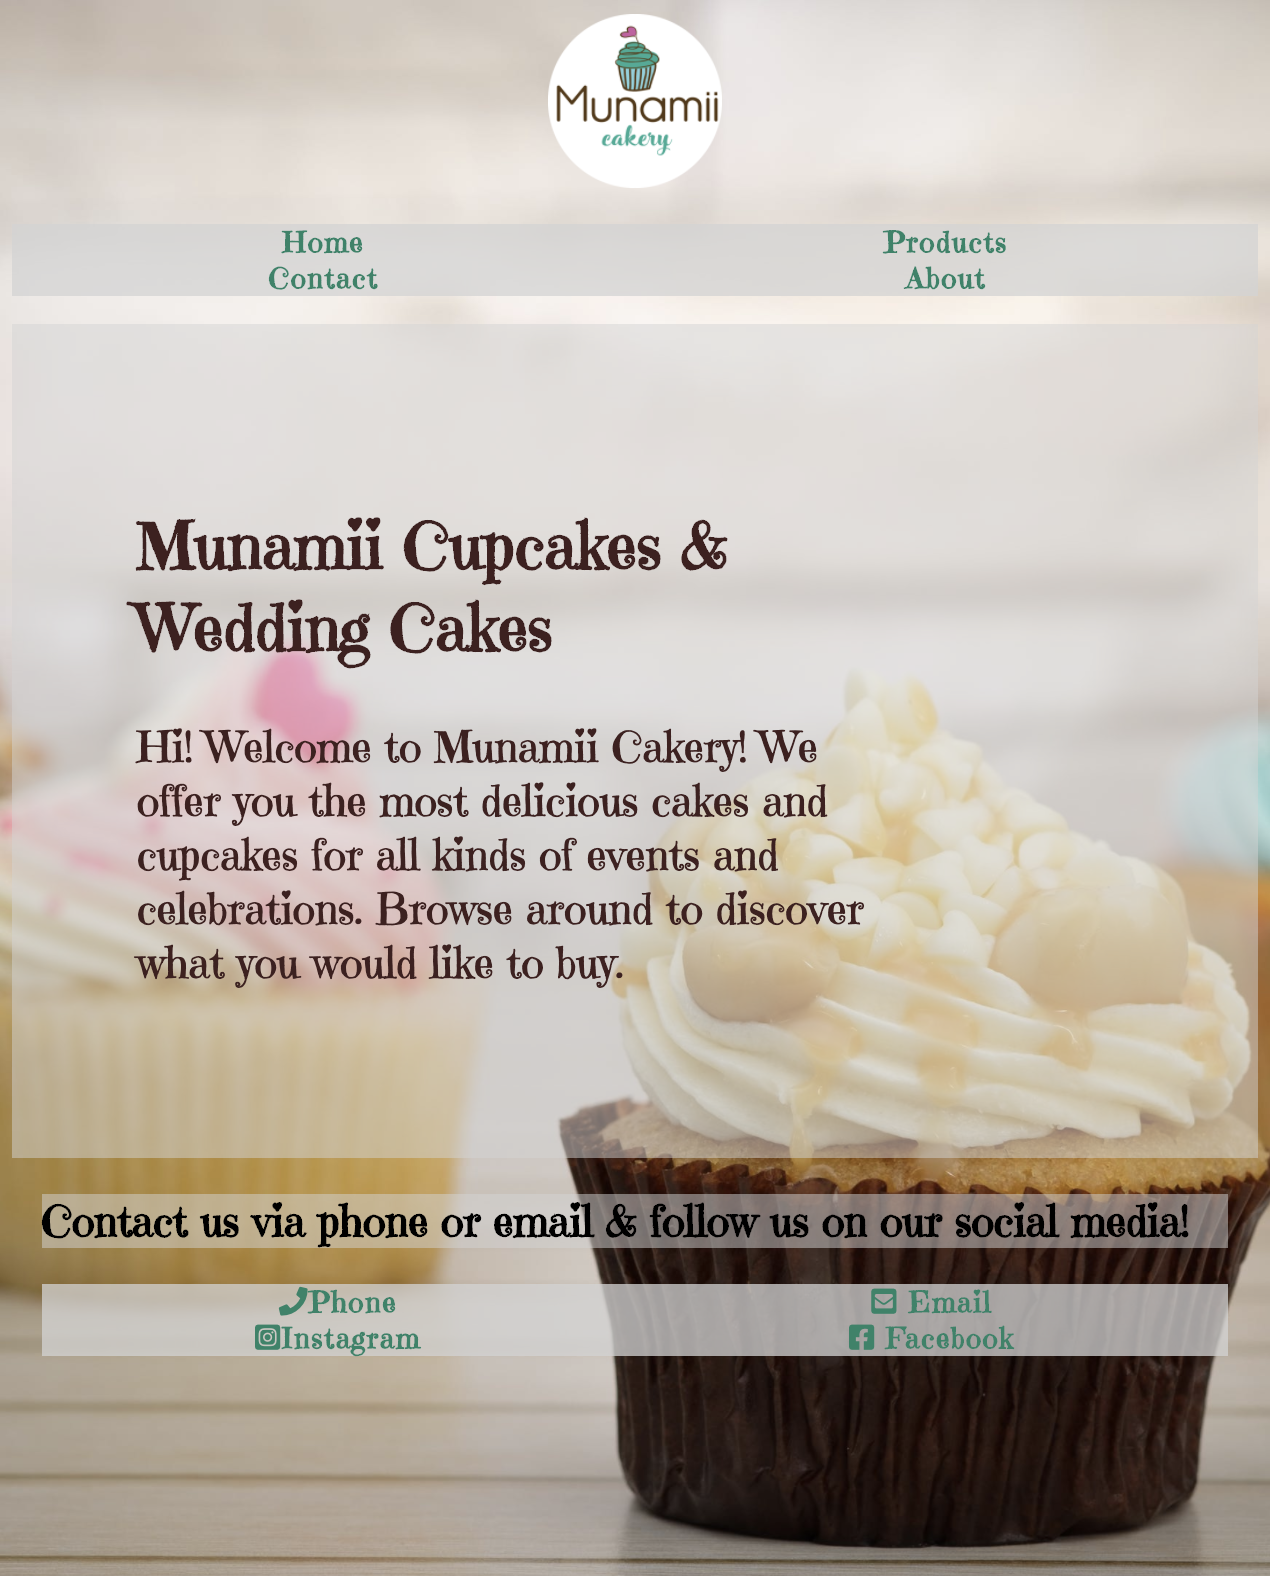 Munamii
cakery
Home
Products
Contact
About
Munamii Cupcakes &
Wedding Cakes
Hi! Welcome to Munamii Cakery! We
offer you the most delicious cakes and
cupcakes for all kinds of events and
celebrations. Browse around to discover
what you would like to buy.
Contact us via phone or email & follow us on our social media!
Phone
Email
Instagram
Facebook